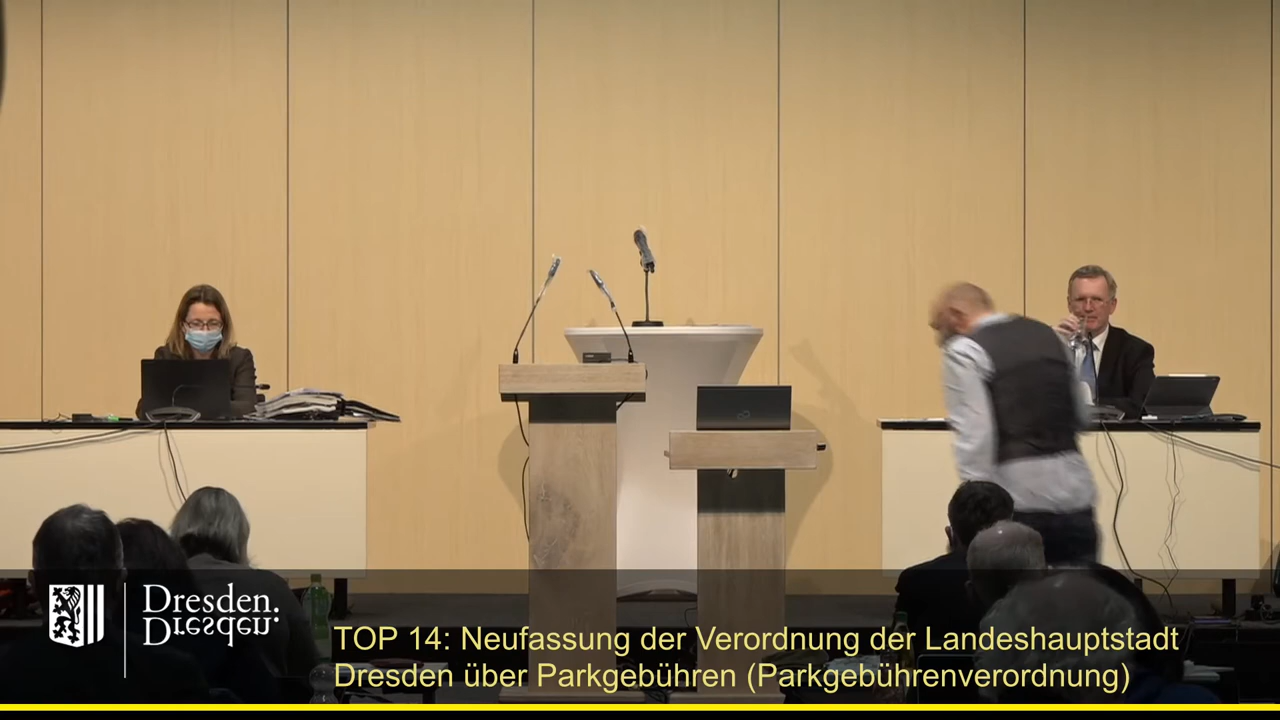 Dresden.
Dresden.
TOP 14: Neufassung der Verordnung der Landeshauptstadt
Dresden über Parkgebühren (Parkgebührenverordnung)